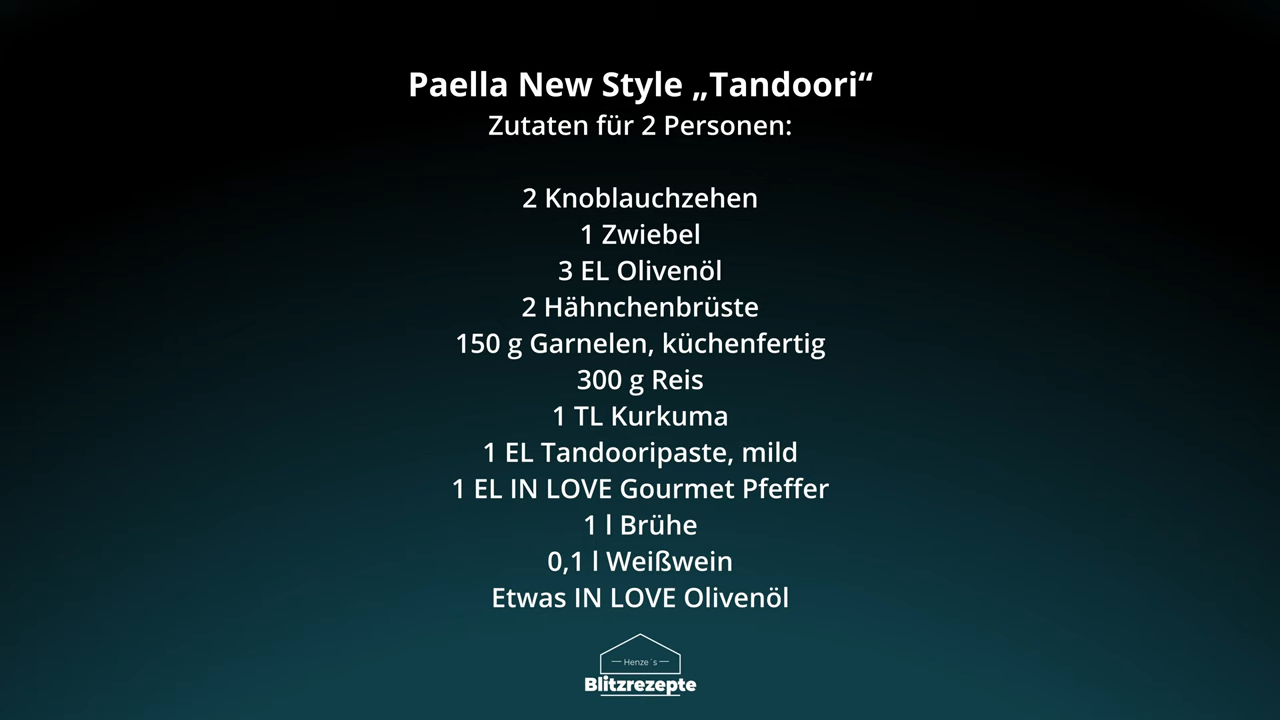 Paella New Style „Tandoori“
Zutaten für 2 Personen:
2 Knoblauchzehen
1 Zwiebel
3 EL Olivenöl
2 Hähnchenbrüste
150 g Garnelen, küchenfertig
300 g Reis
1 TL Kurkuma
1 EL Tandooripaste, mild
1 EL IN LOVE Gourmet Pfeffer
1 l Brühe
0,1 l Weißwein
Etwas IN LOVE Olivenöl
Henze´s
Blitzrezepte